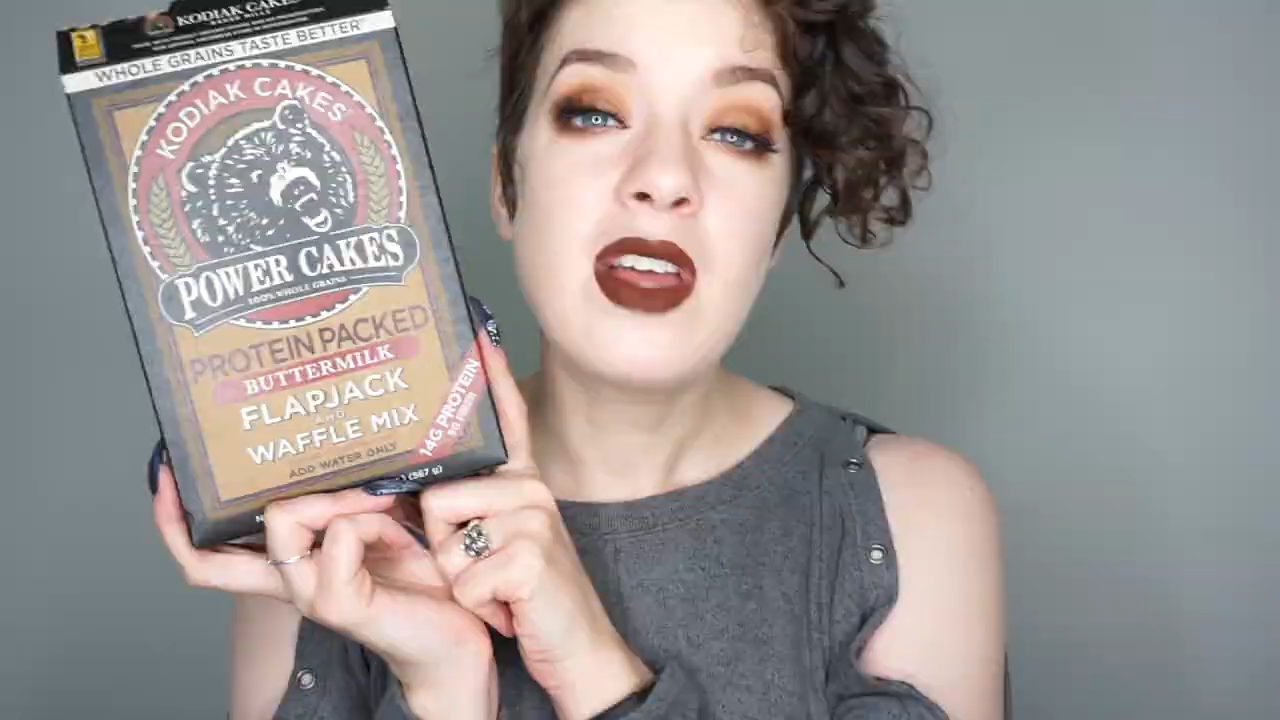 KODIAK CAKES
WHOLE GRAINS TASTE BETTER
KODIAK CAKES
POWER CAKES
100% WHOLE GRAINS
PROTEIN PACKED
BUTTERMILK
FLAPJACK
AND
WAFFLE MIX
ADD WATER ONLY
14G PROTEIN
(567 g)